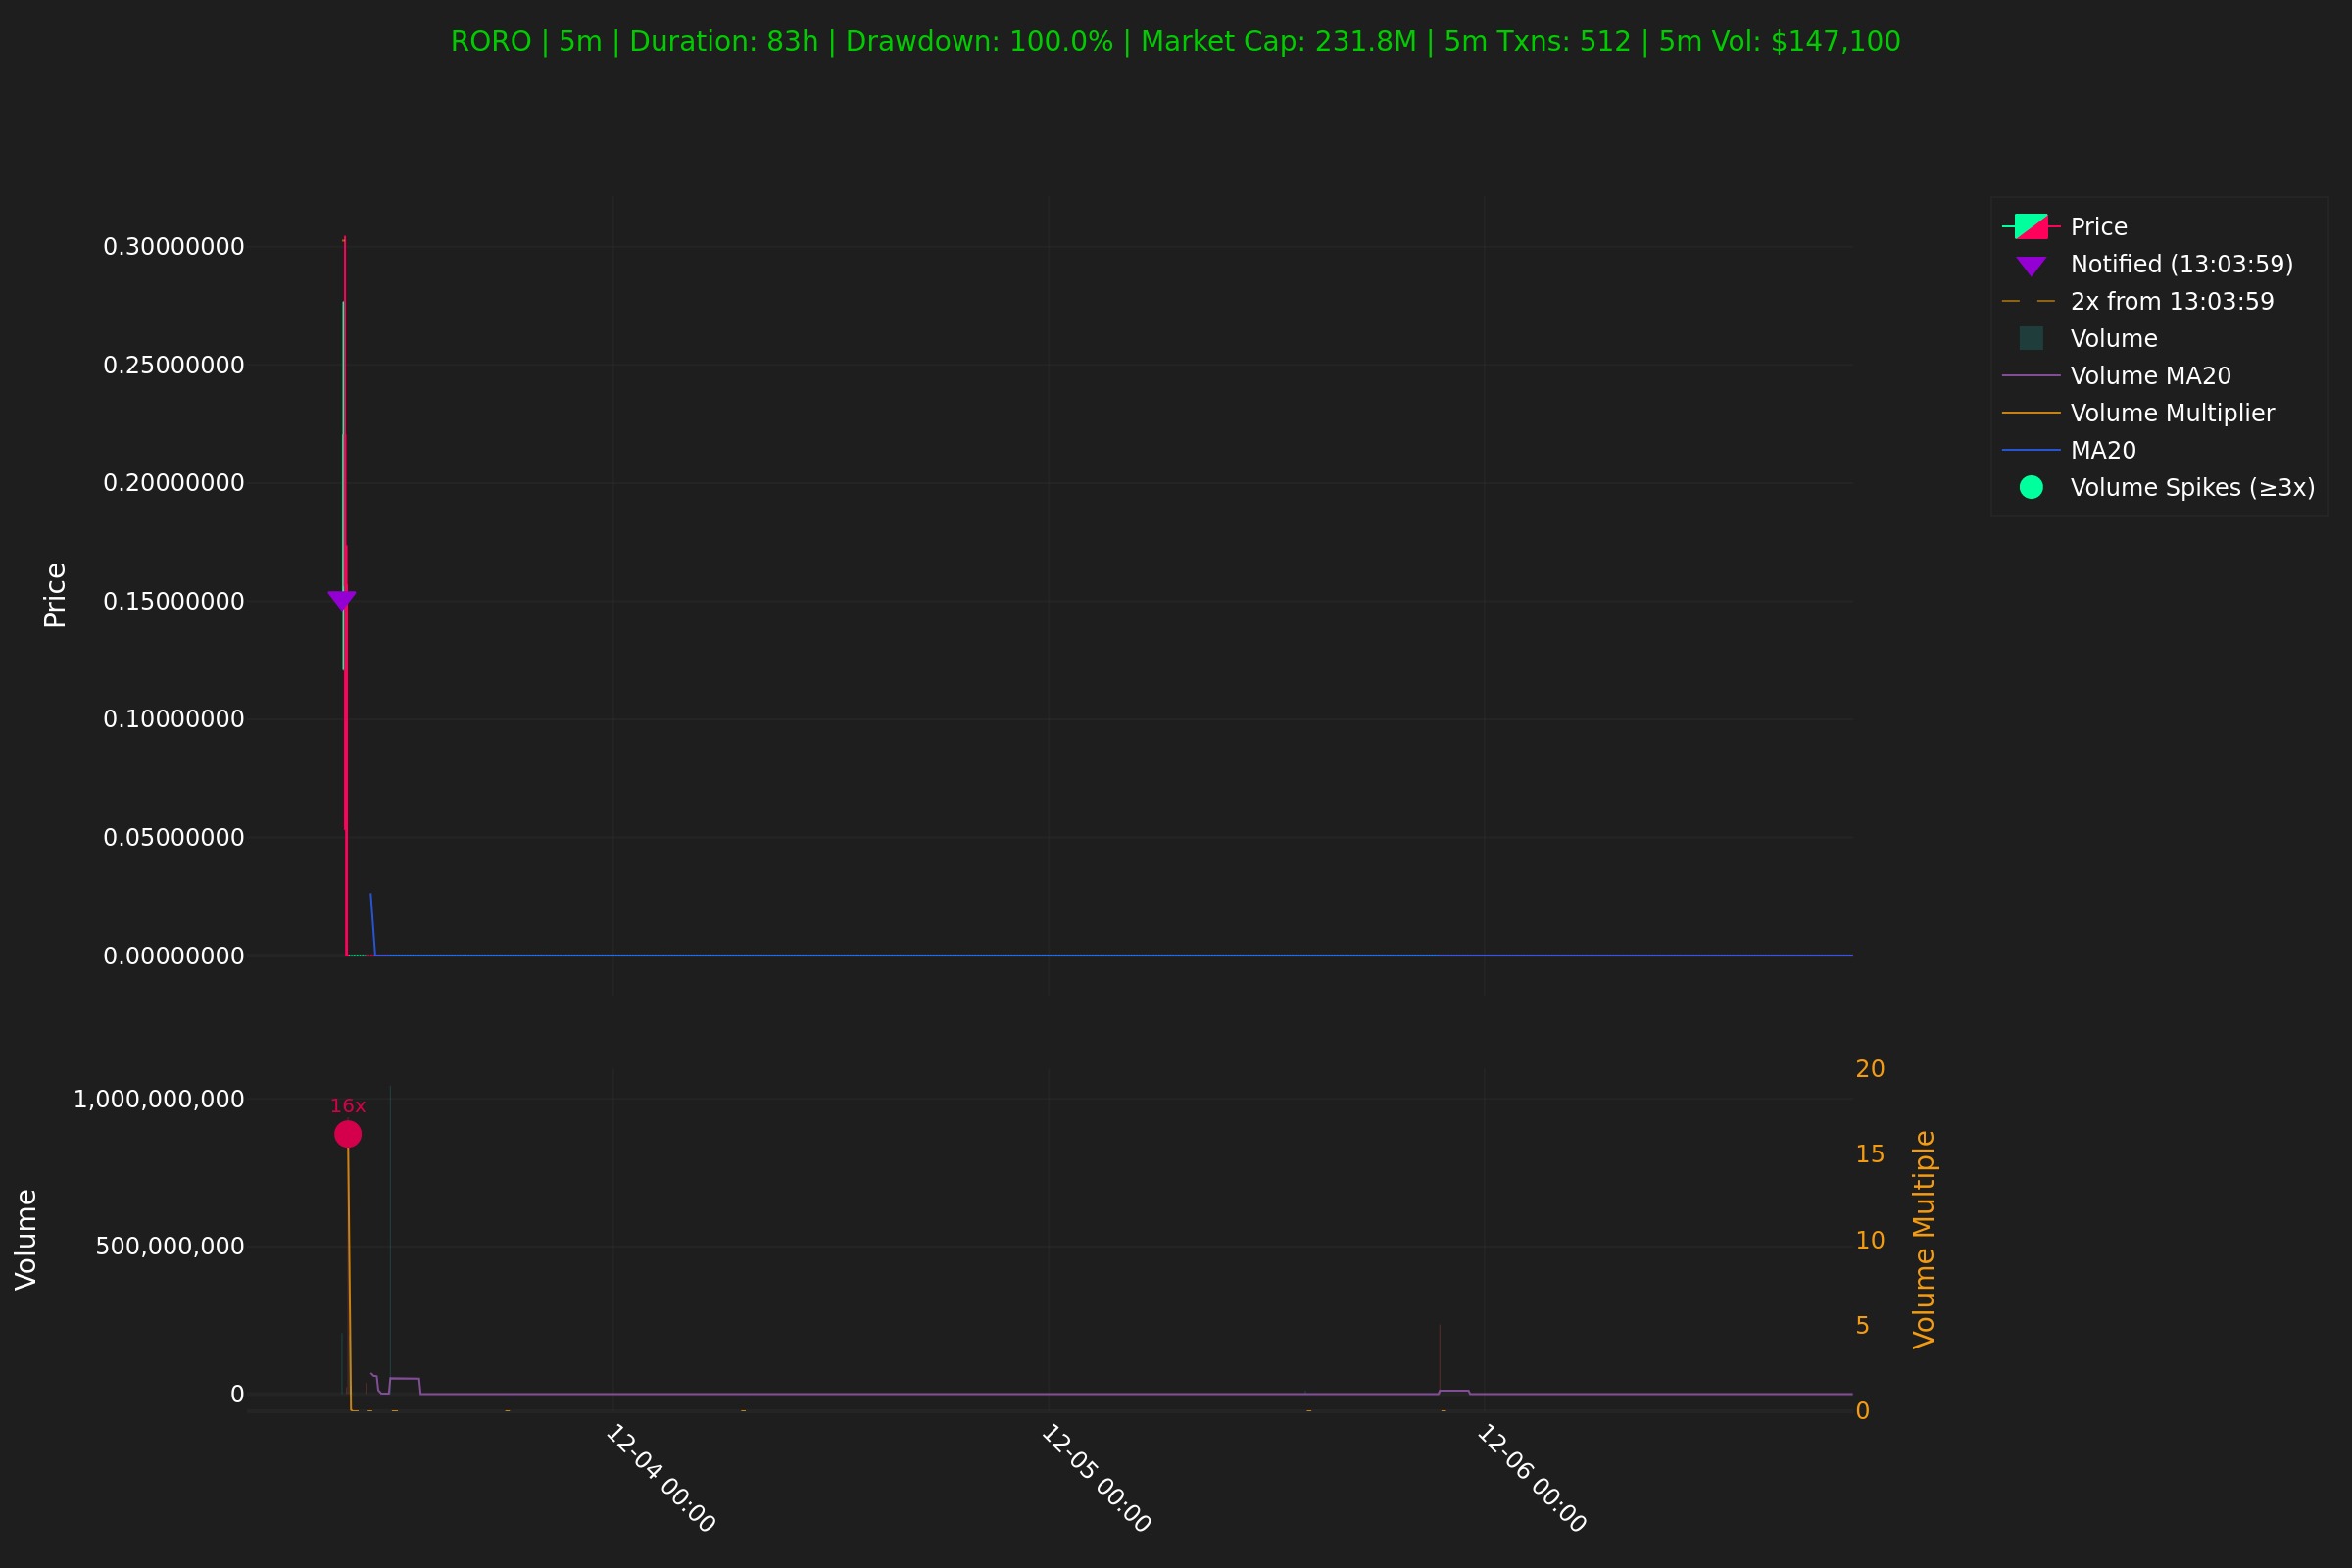 RORO | 5m | Duration: 83h | Drawdown: 100.0% | Market Cap: 231.8M | 5m Txns: 512 | 5m Vol: $147,100
Price
0.30000000
0.25000000
0.20000000
0.15000000
0.10000000
0.05000000
0.00000000
Price
Notified (13:03:59)
2x from 13:03:59
Volume
Volume MA20
Volume Multiplier
MA20
Volume Spikes (≥3x)
Volume
1,000,000,000
500,000,000
0
16x
20
15
10
5
0
Volume Multiple
12-04 00:00
12-05 00:00
12-06 00:00